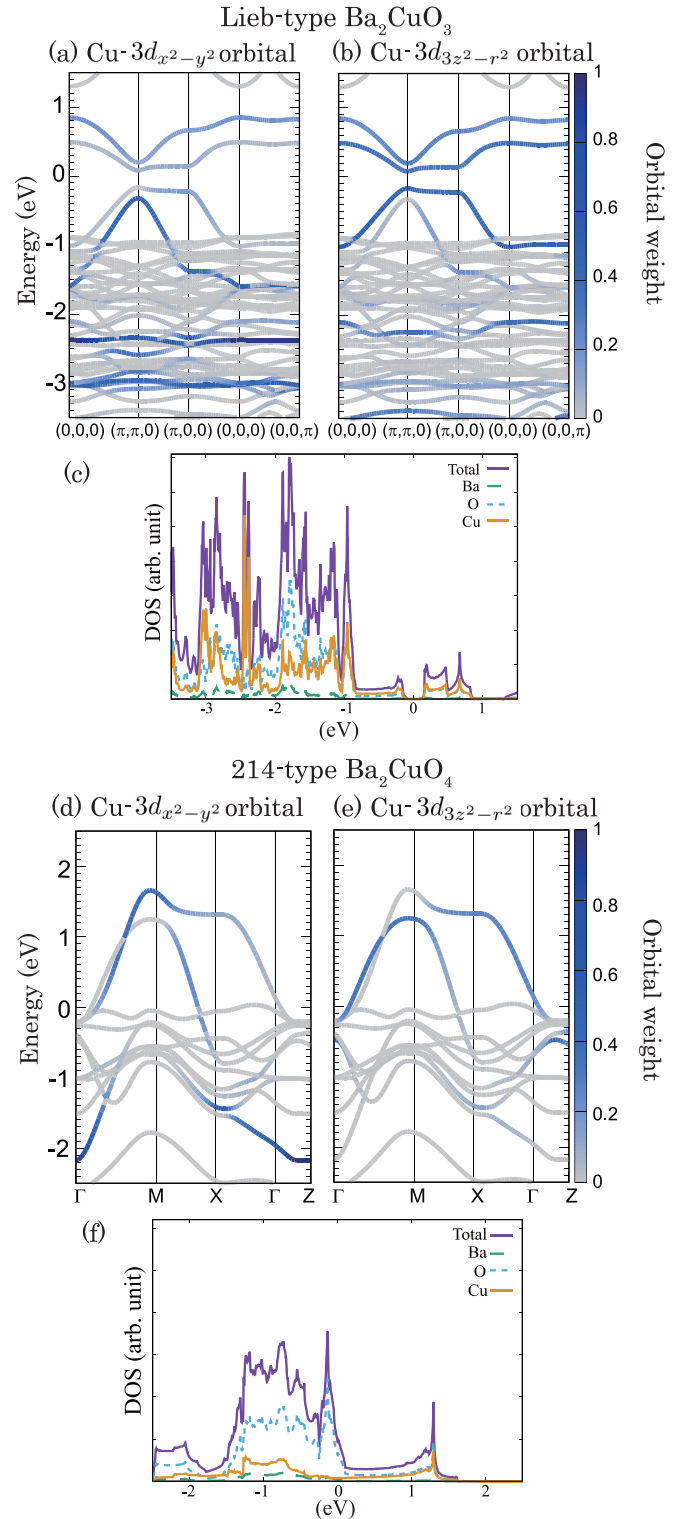 Lieb-type Ba₂CuO₃
(a) Cu-3dₓ²₋ᵧ² orbital
(b) Cu-3d₃z²₋ᵣ² orbital
Energy (eV)
1
0
-1
-2
-3
(0,0,0) (π,π,0) (π,0,0) (0,0,0) (0,0,π)
(0,0,0) (π,π,0) (π,0,0) (0,0,0) (0,0,π)
1
0.8
0.6
0.4
0.2
0
Orbital weight
(c)
DOS (arb. unit)
Total
Ba
O
Cu
-3 -2 -1 0 1
(eV)
214-type Ba₂CuO₄
(d) Cu-3dₓ²₋ᵧ² orbital
(e) Cu-3d₃z²₋ᵣ² orbital
Energy (eV)
2
1
0
-1
-2
Γ M X Γ Z
Γ M X Γ Z
1
0.8
0.6
0.4
0.2
0
Orbital weight
(f)
DOS (arb. unit)
Total
Ba
O
Cu
-2 -1 0 1 2
(eV)